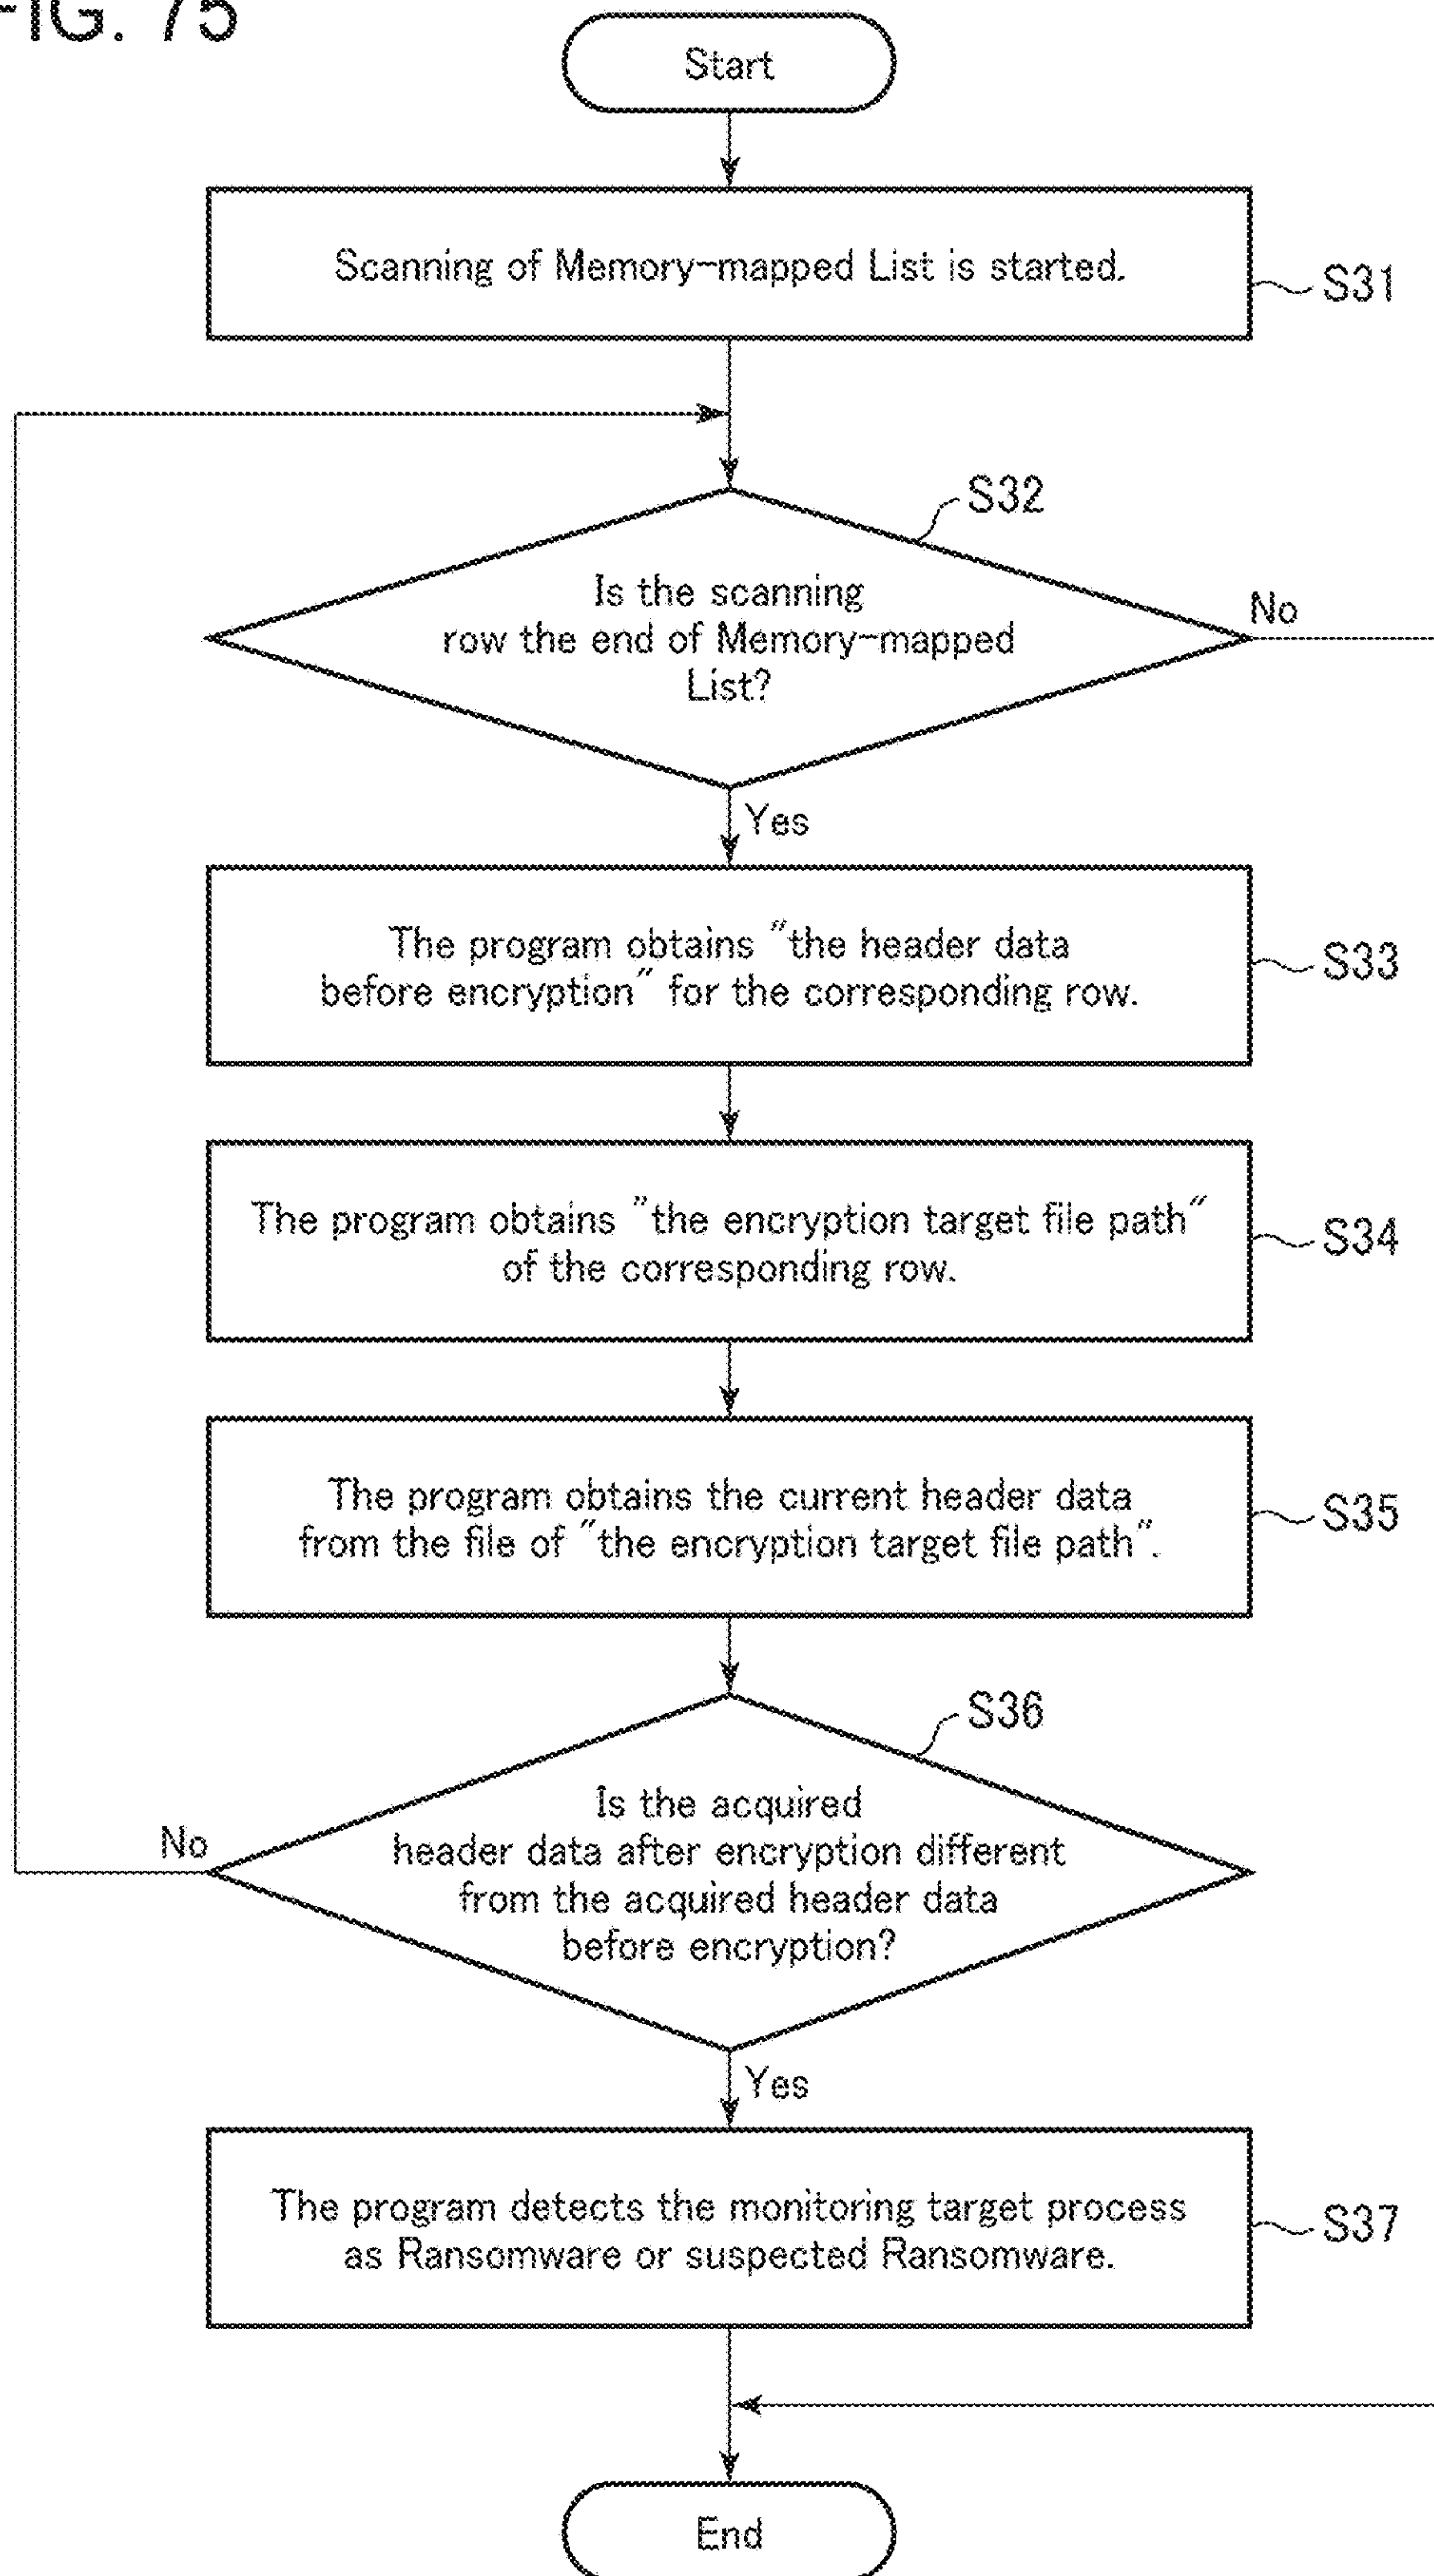 FIG. 75
Start
Scanning of Memory-mapped List is started.
S31
S32
Is the scanning
row the end of Memory-mapped
List?
No
Yes
The program obtains "the header data
before encryption" for the corresponding row.
S33
The program obtains "the encryption target file path"
of the corresponding row.
S34
The program obtains the current header data
from the file of "the encryption target file path".
S35
S36
Is the acquired
header data after encryption different
from the acquired header data
before encryption?
No
Yes
The program detects the monitoring target process
as Ransomware or suspected Ransomware.
S37
End